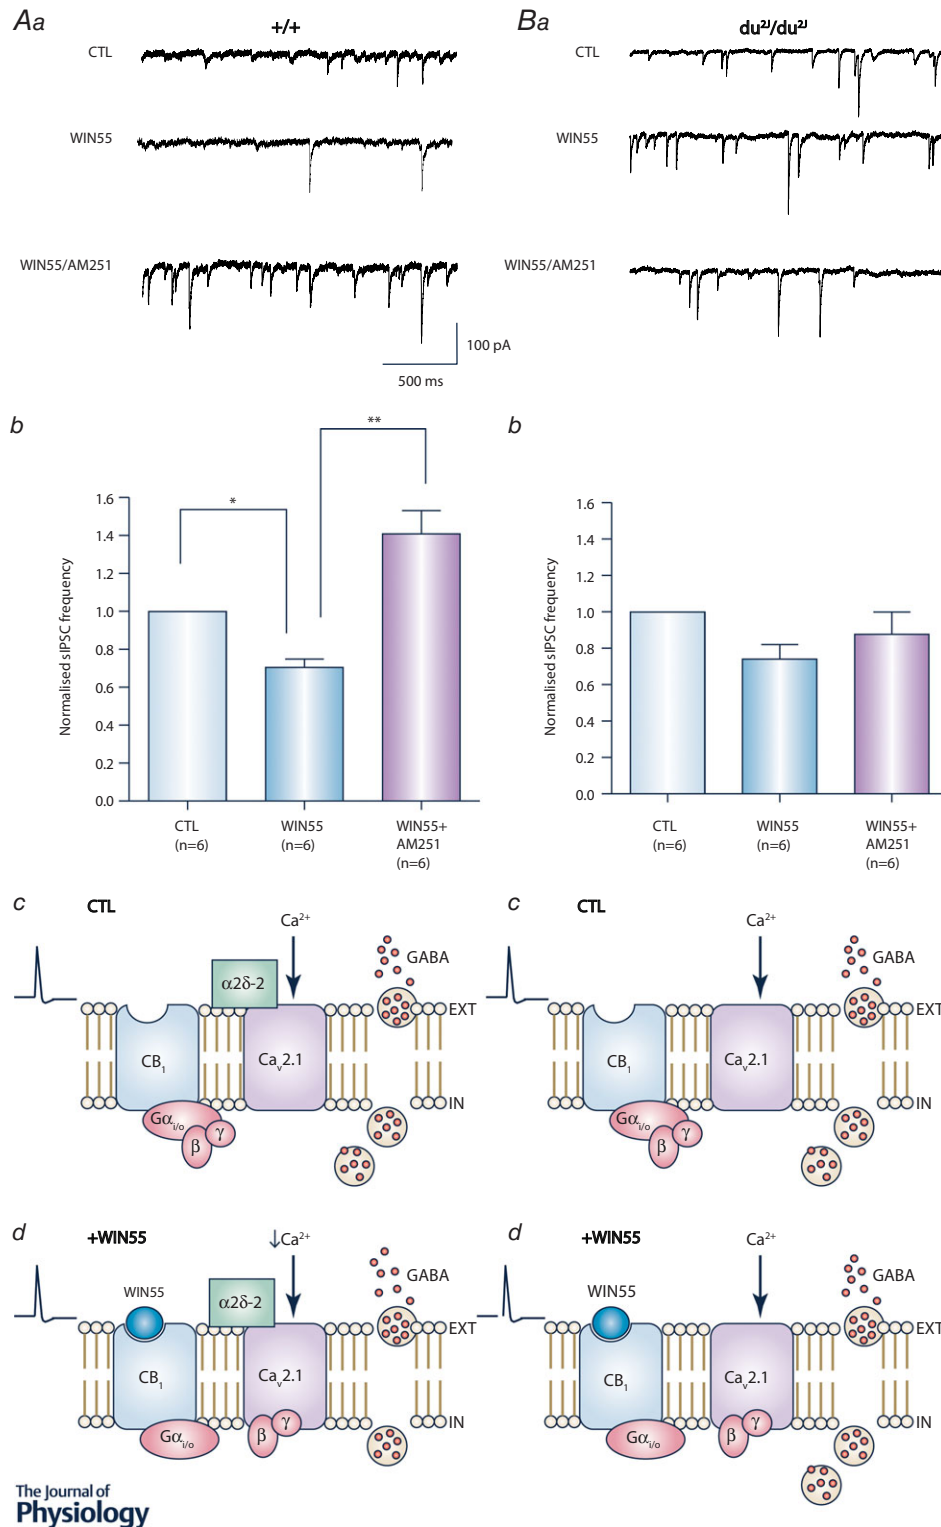 Aa
+/+
CTL
WIN55
WIN55/AM251
100 pA
500 ms
Ba
du²ᴶ/du²ᴶ
CTL
WIN55
WIN55/AM251
b
**
*
Normalised sIPSC frequency
1.6
1.4
1.2
1.0
0.8
0.6
0.4
0.2
0.0
CTL
(n=6)
WIN55
(n=6)
WIN55+
AM251
(n=6)
b
Normalised sIPSC frequency
1.6
1.4
1.2
1.0
0.8
0.6
0.4
0.2
0.0
CTL
(n=6)
WIN55
(n=6)
WIN55+
AM251
(n=6)
c
CTL
Ca²⁺
GABA
α2δ-2
EXT
CB₁
Caᵥ2.1
IN
Gαi/o
β
γ
c
CTL
Ca²⁺
GABA
EXT
CB₁
Caᵥ2.1
IN
Gαi/o
β
γ
d
+WIN55
↓Ca²⁺
WIN55
GABA
α2δ-2
EXT
CB₁
Caᵥ2.1
IN
Gαi/o
β
γ
d
+WIN55
Ca²⁺
WIN55
GABA
EXT
CB₁
Caᵥ2.1
IN
Gαi/o
β
γ
The Journal of
Physiology